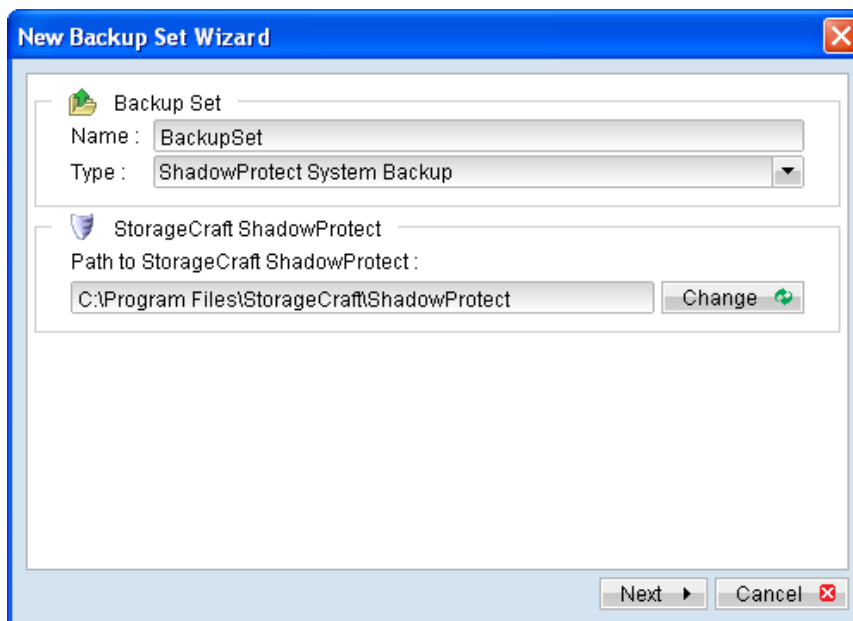 New Backup Set Wizard
Backup Set
Name : BackupSet
Type : ShadowProtect System Backup
StorageCraft ShadowProtect
Path to StorageCraft ShadowProtect :
C:\Program Files\StorageCraft\ShadowProtect Change
Next Cancel